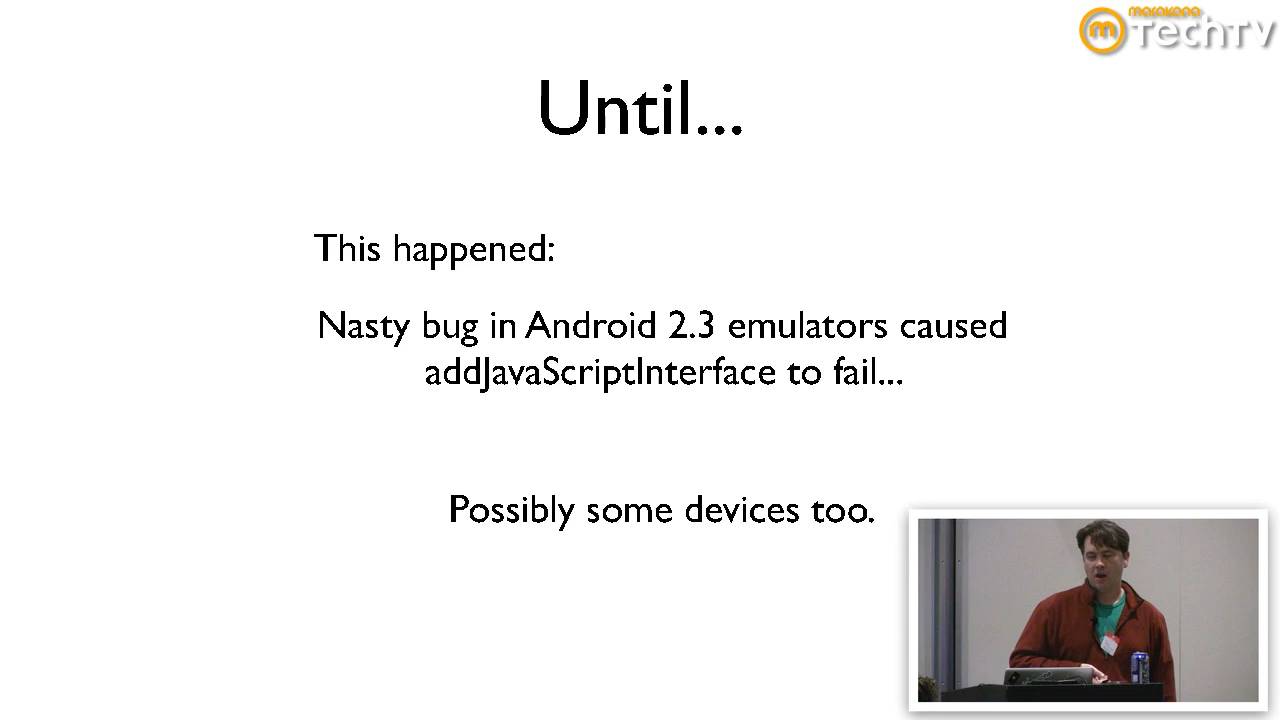 marakana
m TechTV
Until...
This happened:
Nasty bug in Android 2.3 emulators caused
addJavaScriptInterface to fail...
Possibly some devices too.